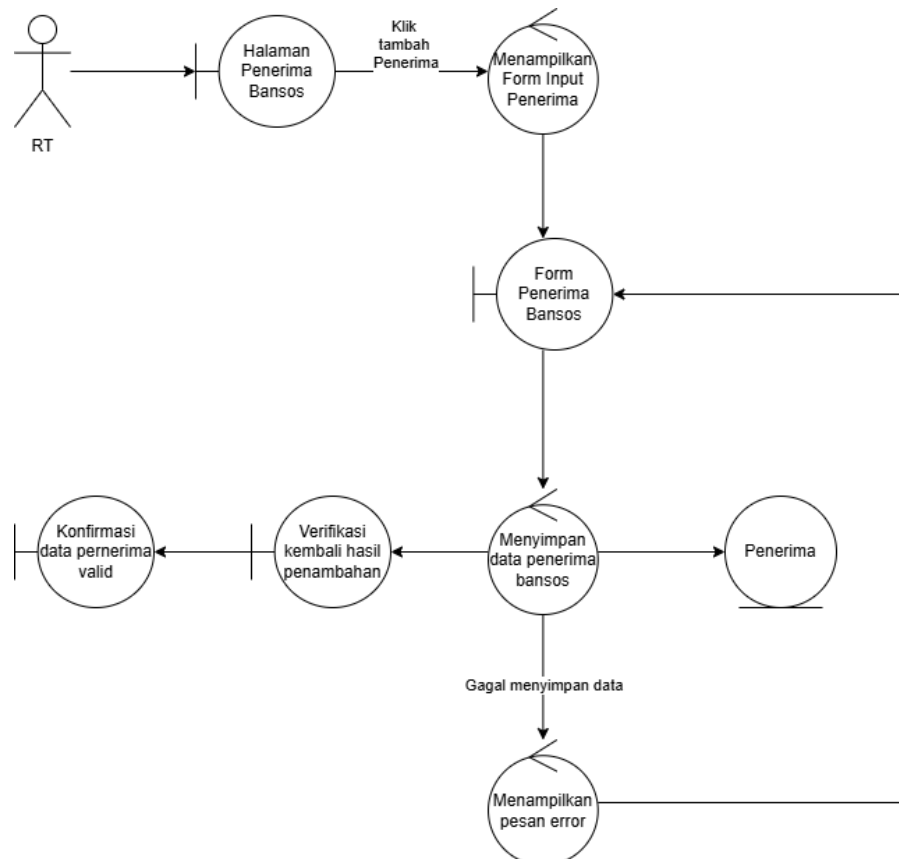 Halaman
Penerima
Bansos
Klik
tambah
Penerima
Menampilkan
Form Input
Penerima
RT
Form
Penerima
Bansos
Konfirmasi
data pernerima
valid
Verifikasi
kembali hasil
penambahan
Menyimpan
data penerima
bansos
Penerima
Gagal menyimpan data
Menampilkan
pesan error